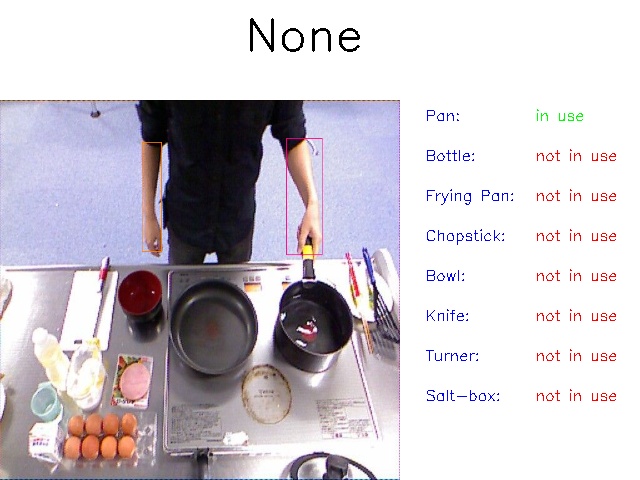 None
Pan: in use
Bottle: not in use
Frying Pan: not in use
Chopstick: not in use
Bowl: not in use
Knife: not in use
Turner: not in use
Salt-box: not in use